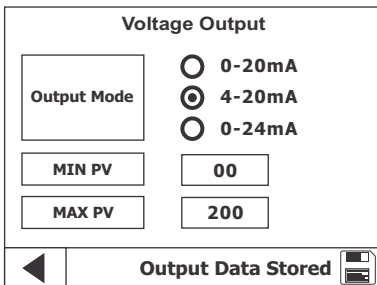 Voltage Output
Output Mode
0-20mA
4-20mA
0-24mA
MIN PV
00
MAX PV
200
Output Data Stored